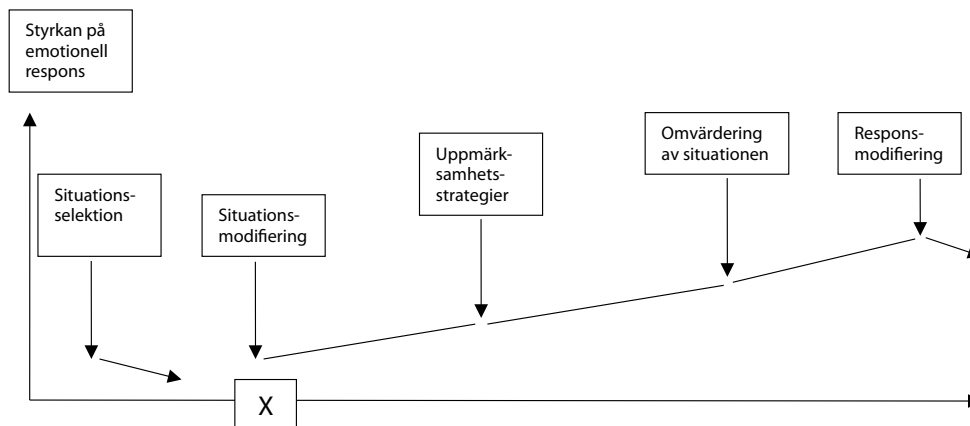 Styrkan på
emotionell
respons
Situations-
selektion
Situations-
modifiering
Uppmärk-
samhets-
strategier
Omvärdering
av situationen
Respons-
modifiering
X